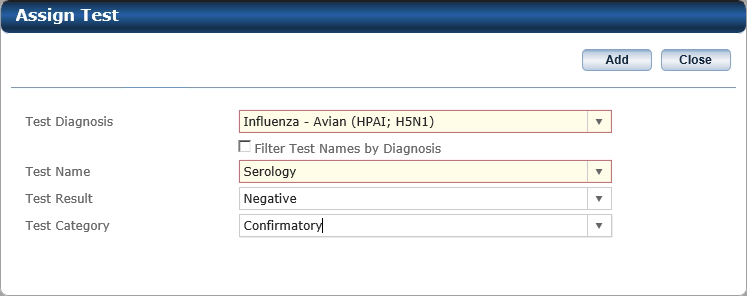 Assign Test
Add Close
Test Diagnosis Influenza - Avian (HPAI; H5N1)
Filter Test Names by Diagnosis
Test Name Serology
Test Result Negative
Test Category Confirmatory